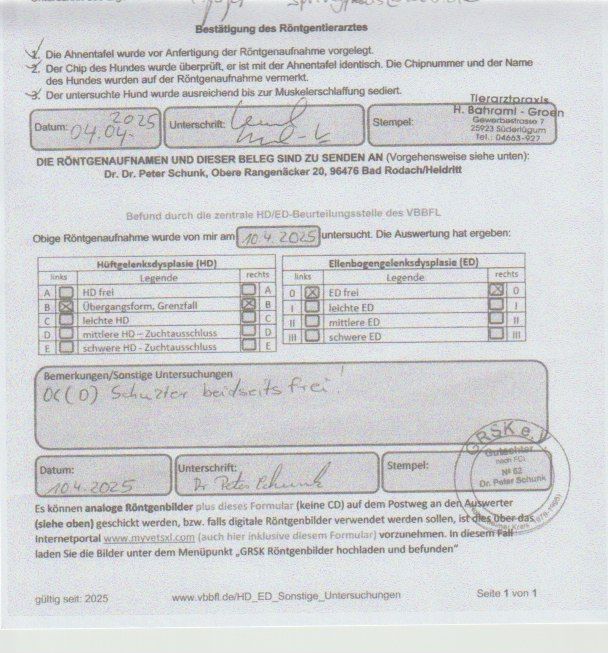 Bestätigung des Röntgentierarztes
1. Die Ahnentafel wurde vor Anfertigung der Röntgenaufnahme vorgelegt.
2. Der Chip des Hundes wurde überprüft, er ist mit der Ahnentafel identisch. Die Chipnummer und der Name
des Hundes wurden auf der Röntgenaufnahme vermerkt.
3. Der untersuchte Hund wurde ausreichend bis zur Muskelerschlaffung sediert.
Datum: 04.04. 2025
Unterschrift:
Stempel:
Tierarztpraxis
H. Bahrami - Groen
Gewerbestrasse 7
25923 Süderlügum
Tel.: 04663-927
DIE RÖNTGENAUFNAMEN UND DIESER BELEG SIND ZU SENDEN AN (Vorgehensweise siehe unten):
Dr. Dr. Peter Schunk, Obere Rangenäcker 20, 96476 Bad Rodach/Heldritt
Befund durch die zentrale HD/ED-Beurteilungsstelle des VBBFL
Obige Röntgenaufnahme wurde von mir am 10.4.2025 untersucht. Die Auswertung hat ergeben:
Hüftgelenksdysplasie (HD)
links Legende rechts
A HD frei A
B Übergangsform, Grenzfall B
C leichte HD C
D mittlere HD – Zuchtausschluss D
E schwere HD - Zuchtausschluss E
Ellenbogengelenksdysplasie (ED)
links Legende rechts
0 ED frei 0
I leichte ED I
II mittlere ED II
III schwere ED III
Bemerkungen/Sonstige Untersuchungen
OC(D) Schulter beidseits frei!
Datum: 10.4.2025
Unterschrift: Dr Peter Schunk
Stempel:
GRSK e.V.
Gutachter
nach FCI
Nº 62
Dr. Peter Schunk
Es können analoge Röntgenbilder plus dieses Formular (keine CD) auf dem Postweg an den Auswerter
(siehe oben) geschickt werden, bzw. falls digitale Röntgenbilder verwendet werden sollen, ist dies über das
Internetportal www.myvetsxl.com (auch hier inklusive diesem Formular) vorzunehmen. In diesem Fall
laden Sie die Bilder unter dem Menüpunkt „GRSK Röntgenbilder hochladen und befunden"
gültig seit: 2025 www.vbbfl.de/HD_ED_Sonstige_Untersuchungen Seite 1 von 1